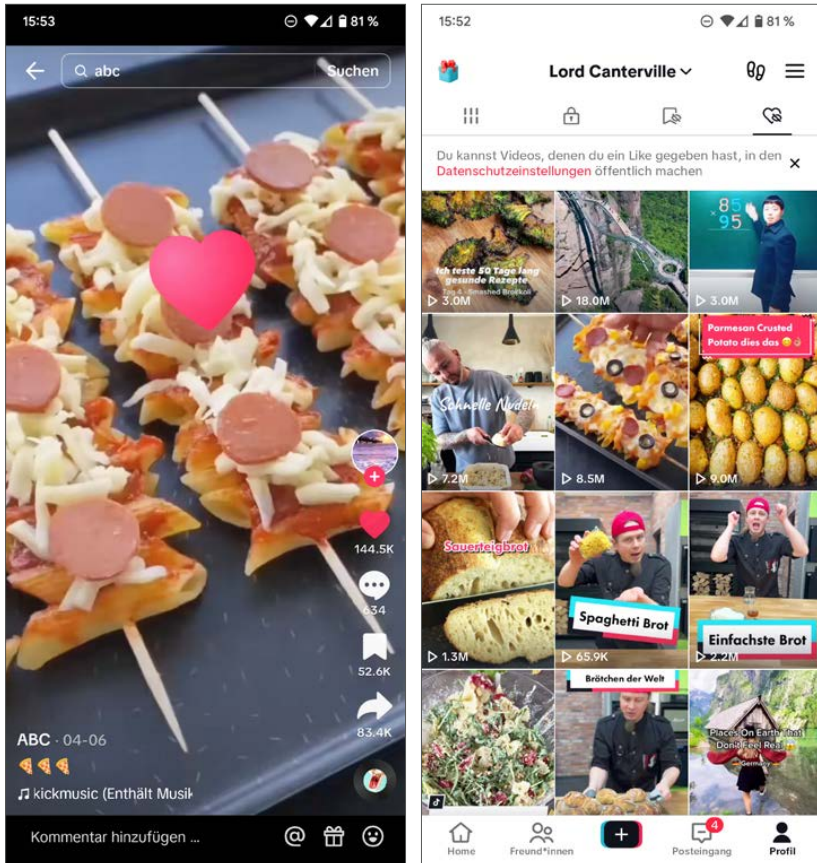 15:53
81 %
abc
Suchen
144.5K
634
52.6K
83.4K
ABC · 04-06
kickmusic (Enthält Musik
Kommentar hinzufügen ...
15:52
81 %
Lord Canterville
Du kannst Videos, denen du ein Like gegeben hast, in den
Datenschutzeinstellungen öffentlich machen
Ich teste 50 Tage lang
gesunde Rezepte
Tag 4 - Smashed Brokkoli
3.0M
18.0M
85
× 95
3.0M
Schnelle Nudeln
7.2M
8.5M
Parmesan Crusted
Potato dies das
9.0M
Sauerteigbrot
1.3M
Spaghetti Brot
65.9K
Einfachste Brot
2.2M
Brötchen der Welt
Places On Earth That
Don't Feel Real
Germany
Home
Freund*innen
4
Posteingang
Profil